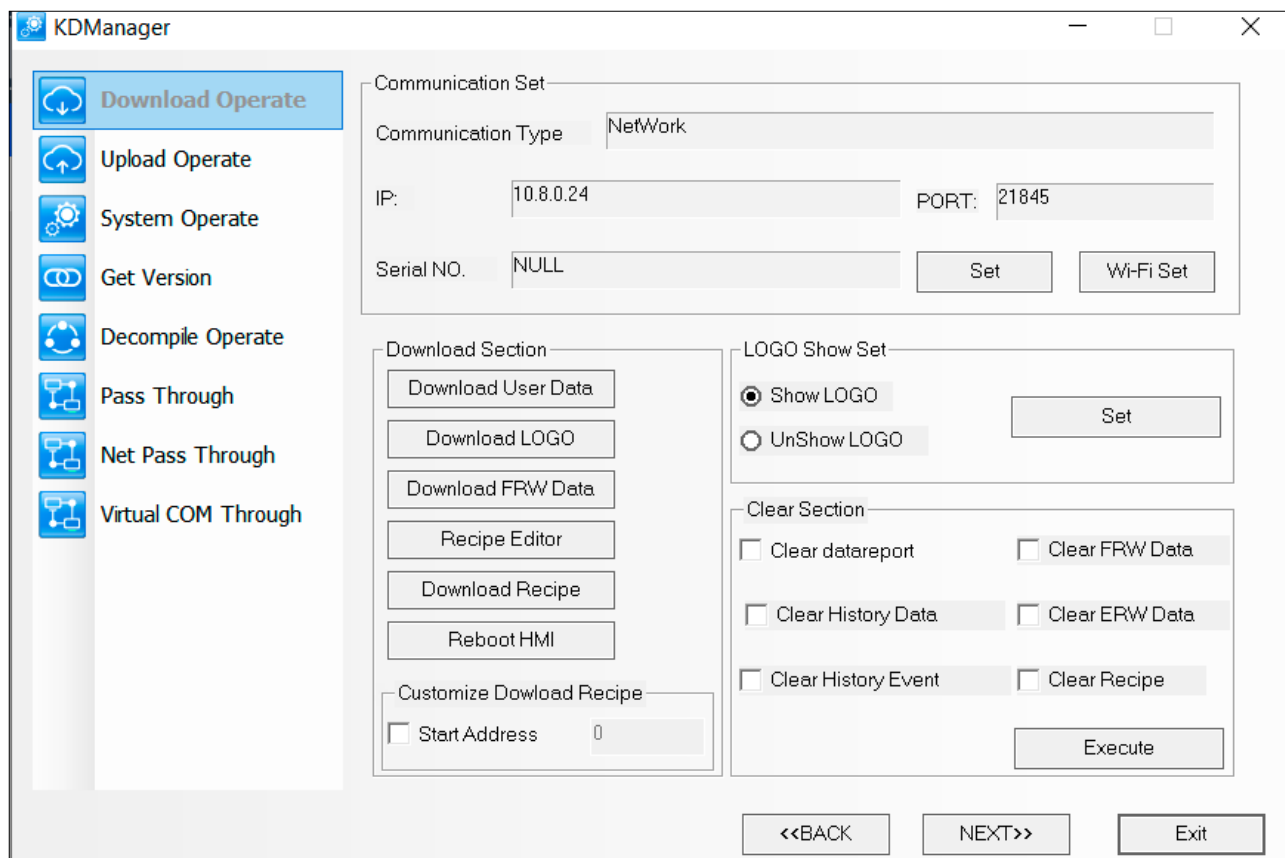 KDManager
Download Operate
Upload Operate
System Operate
Get Version
Decompile Operate
Pass Through
Net Pass Through
Virtual COM Through
Communication Set
Communication Type NetWork
IP: 10.8.0.24 PORT: 21845
Serial NO. NULL Set Wi-Fi Set
Download Section
Download User Data
Download LOGO
Download FRW Data
Recipe Editor
Download Recipe
Reboot HMI
Customize Dowload Recipe
Start Address 0
LOGO Show Set
Show LOGO
UnShow LOGO
Set
Clear Section
Clear datareport Clear FRW Data
Clear History Data Clear ERW Data
Clear History Event Clear Recipe
Execute
<<BACK NEXT>> Exit